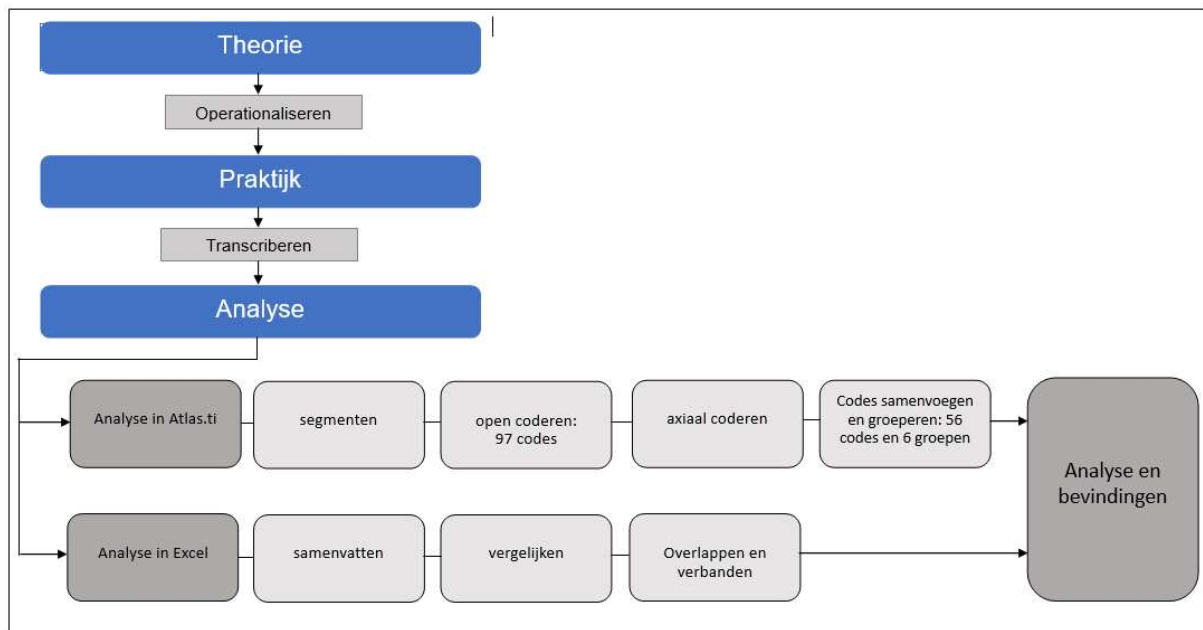 Theorie
Operationaliseren
Praktijk
Transcriberen
Analyse
Analyse in Atlas.ti
segmenten
open coderen:
97 codes
axiaal coderen
Codes samenvoegen
en groeperen: 56
codes en 6 groepen
Analyse en
bevindingen
Analyse in Excel
samenvatten
vergelijken
Overlappen en
verbanden